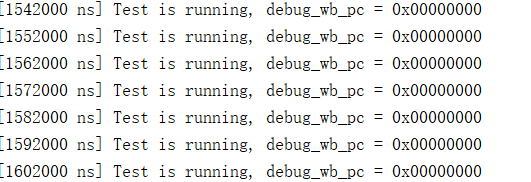 [1542000 ns] Test is running, debug_wb_pc = 0x00000000
[1552000 ns] Test is running, debug_wb_pc = 0x00000000
[1562000 ns] Test is running, debug_wb_pc = 0x00000000
[1572000 ns] Test is running, debug_wb_pc = 0x00000000
[1582000 ns] Test is running, debug_wb_pc = 0x00000000
[1592000 ns] Test is running, debug_wb_pc = 0x00000000
[1602000 ns] Test is running, debug_wb_pc = 0x00000000